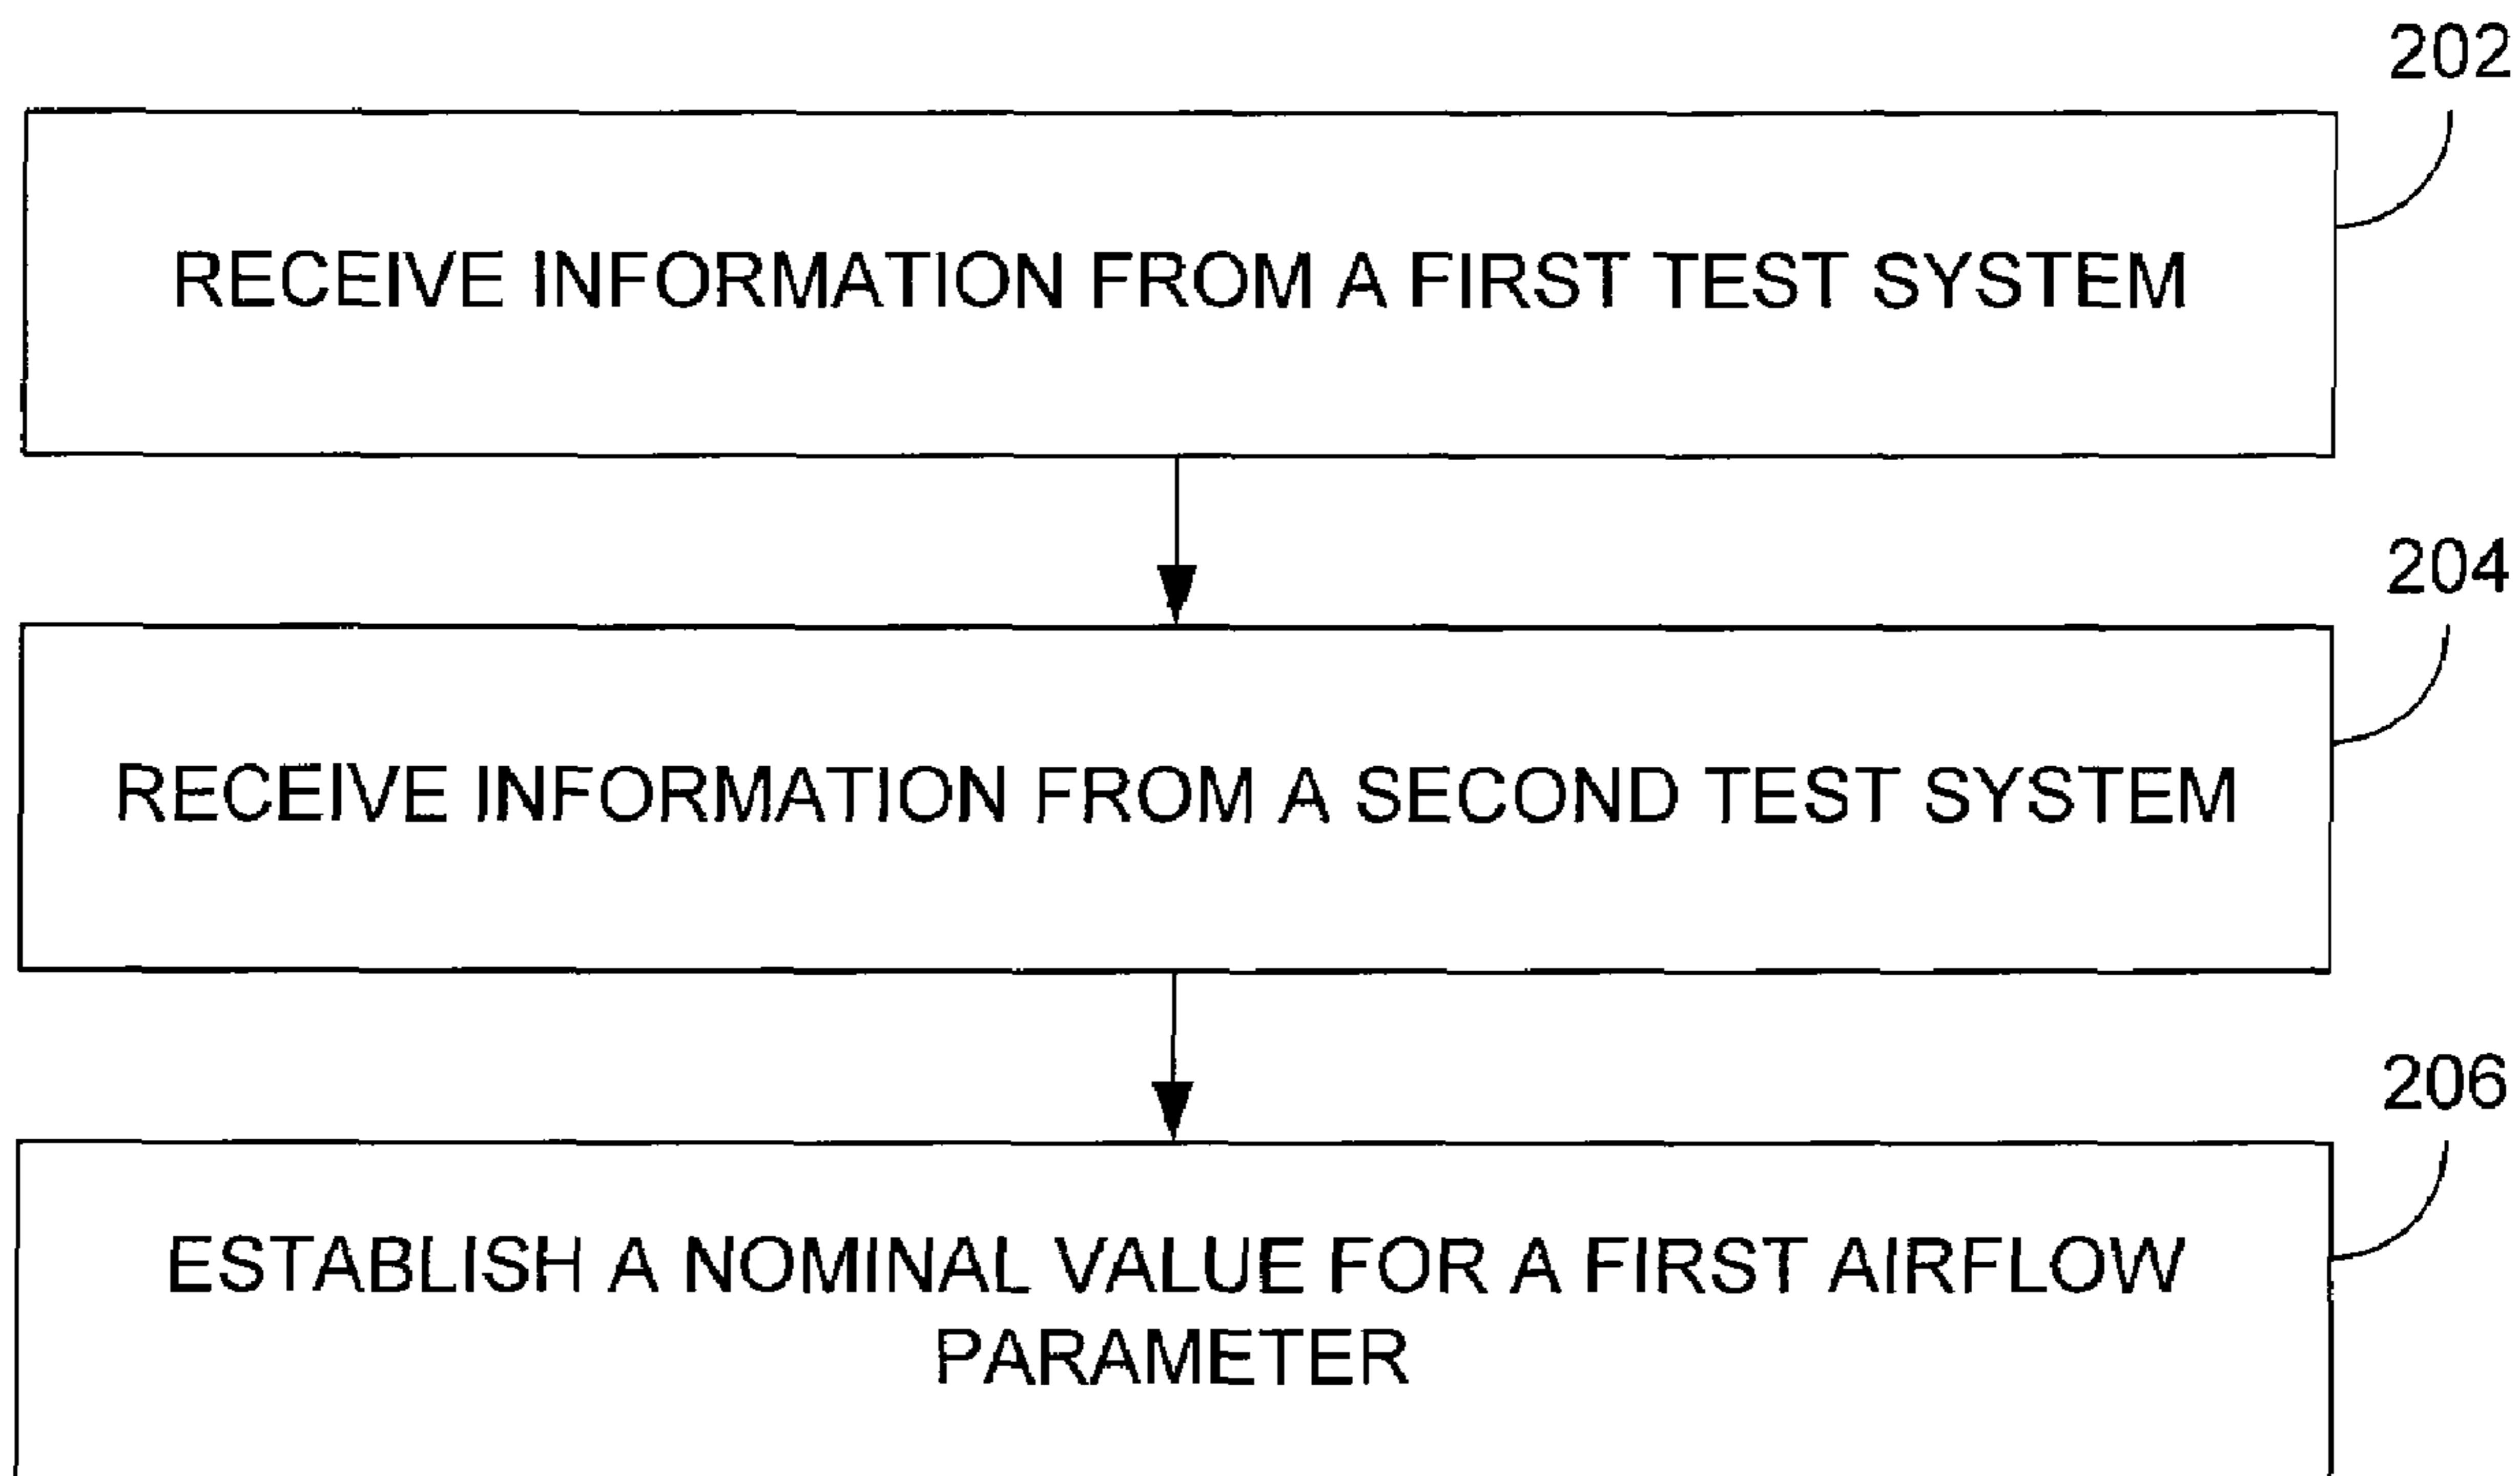 202
RECEIVE INFORMATION FROM A FIRST TEST SYSTEM
204
RECEIVE INFORMATION FROM A SECOND TEST SYSTEM
206
ESTABLISH A NOMINAL VALUE FOR A FIRST AIRFLOW
PARAMETER